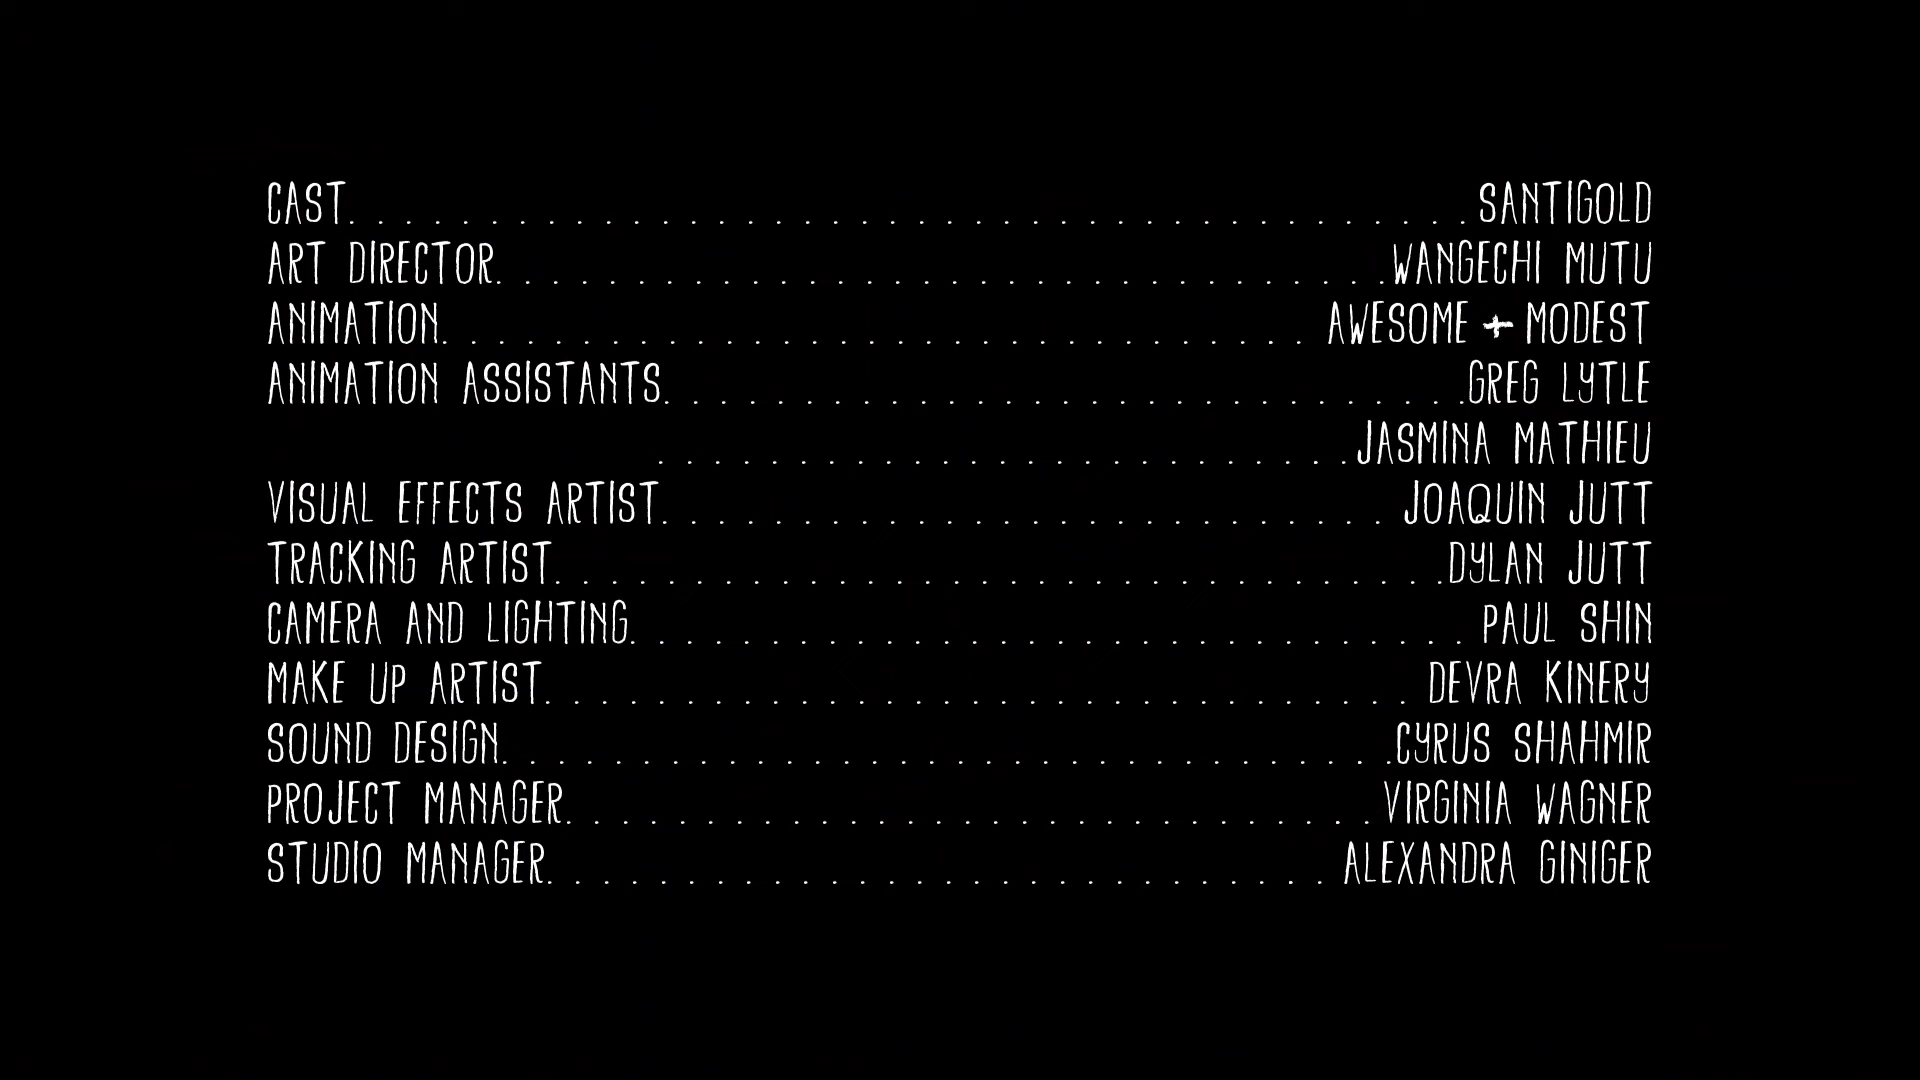 CAST. . . . . . . . . . . . . . . . . . . . . . . . . . . . . . . . . . . . . . . .SANTIGOLD
ART DIRECTOR. . . . . . . . . . . . . . . . . . . . . . . . . . . . . . . .WANGECHI MUTU
ANIMATION. . . . . . . . . . . . . . . . . . . . . . . . . . . . . . . AWESOME + MODEST
ANIMATION ASSISTANTS. . . . . . . . . . . . . . . . . . . . . . . . . . . . .GREG LYTLE
. . . . . . . . . . . . . . . . . . . . . . . . .JASMINA MATHIEU
VISUAL EFFECTS ARTIST. . . . . . . . . . . . . . . . . . . . . . . . . . JOAQUIN JUTT
TRACKING ARTIST. . . . . . . . . . . . . . . . . . . . . . . . . . . . . . . .DYLAN JUTT
CAMERA AND LIGHTING. . . . . . . . . . . . . . . . . . . . . . . . . . . . . . PAUL SHIN
MAKE UP ARTIST. . . . . . . . . . . . . . . . . . . . . . . . . . . . . . . DEVRA KINERY
SOUND DESIGN. . . . . . . . . . . . . . . . . . . . . . . . . . . . . . . .CYRUS SHAHMIR
PROJECT MANAGER. . . . . . . . . . . . . . . . . . . . . . . . . . . . .VIRGINIA WAGNER
STUDIO MANAGER. . . . . . . . . . . . . . . . . . . . . . . . . . . . ALEXANDRA GINIGER